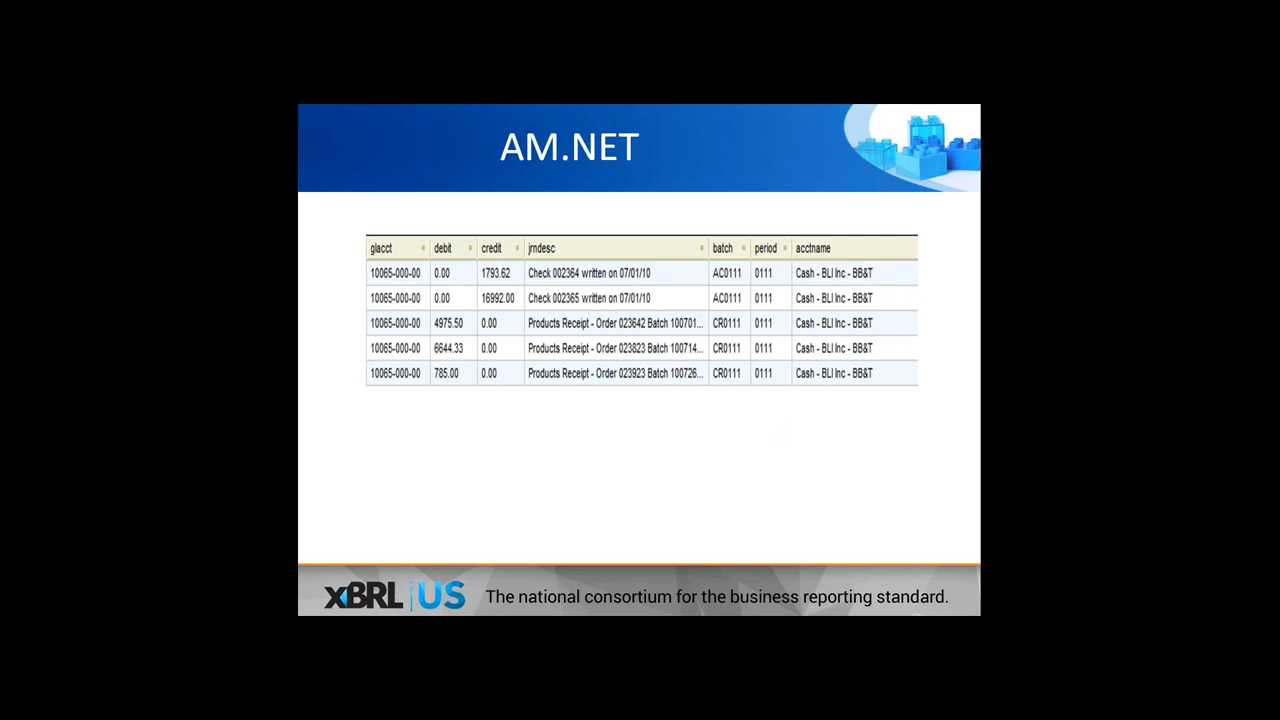 AM.NET
glacct debit credit jrndesc batch period acctname
10065-000-00 0.00 1793.62 Check 002364 written on 07/01/10 AC0111 0111 Cash - BLI Inc - BB&T
10065-000-00 0.00 16992.00 Check 002365 written on 07/01/10 AC0111 0111 Cash - BLI Inc - BB&T
10065-000-00 4975.50 0.00 Products Receipt - Order 023642 Batch 100701... CR0111 0111 Cash - BLI Inc - BB&T
10065-000-00 6644.33 0.00 Products Receipt - Order 023823 Batch 100714... CR0111 0111 Cash - BLI Inc - BB&T
10065-000-00 785.00 0.00 Products Receipt - Order 023923 Batch 100726... CR0111 0111 Cash - BLI Inc - BB&T
XBRL US The national consortium for the business reporting standard.